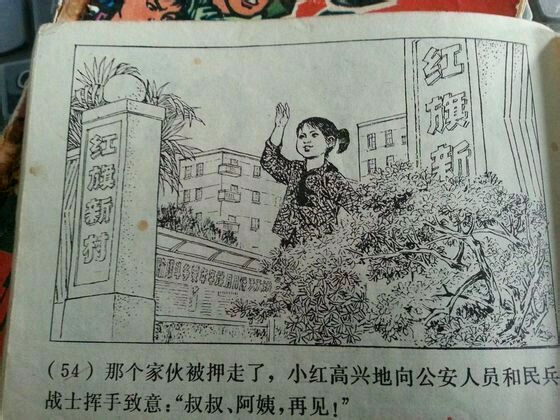 红旗新村
红旗新
(54) 那个家伙被押走了，小红高兴地向公安人员和民兵
战士挥手致意：“叔叔、阿姨，再见！”